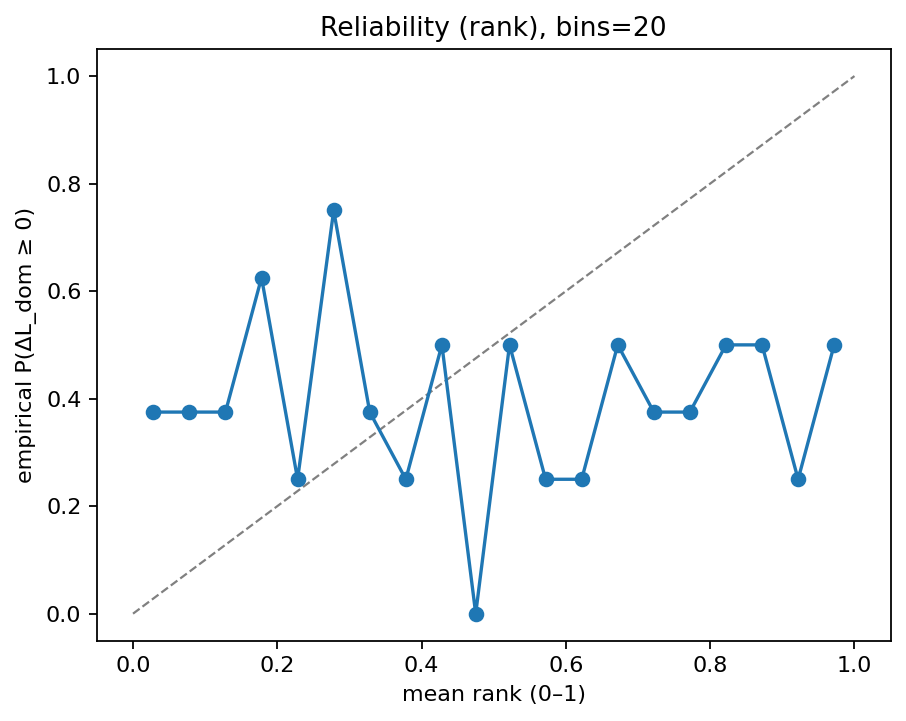 Reliability (rank), bins=20
empirical P(ΔL_dom ≥ 0)
1.0
0.8
0.6
0.4
0.2
0.0
0.0 0.2 0.4 0.6 0.8 1.0
mean rank (0–1)